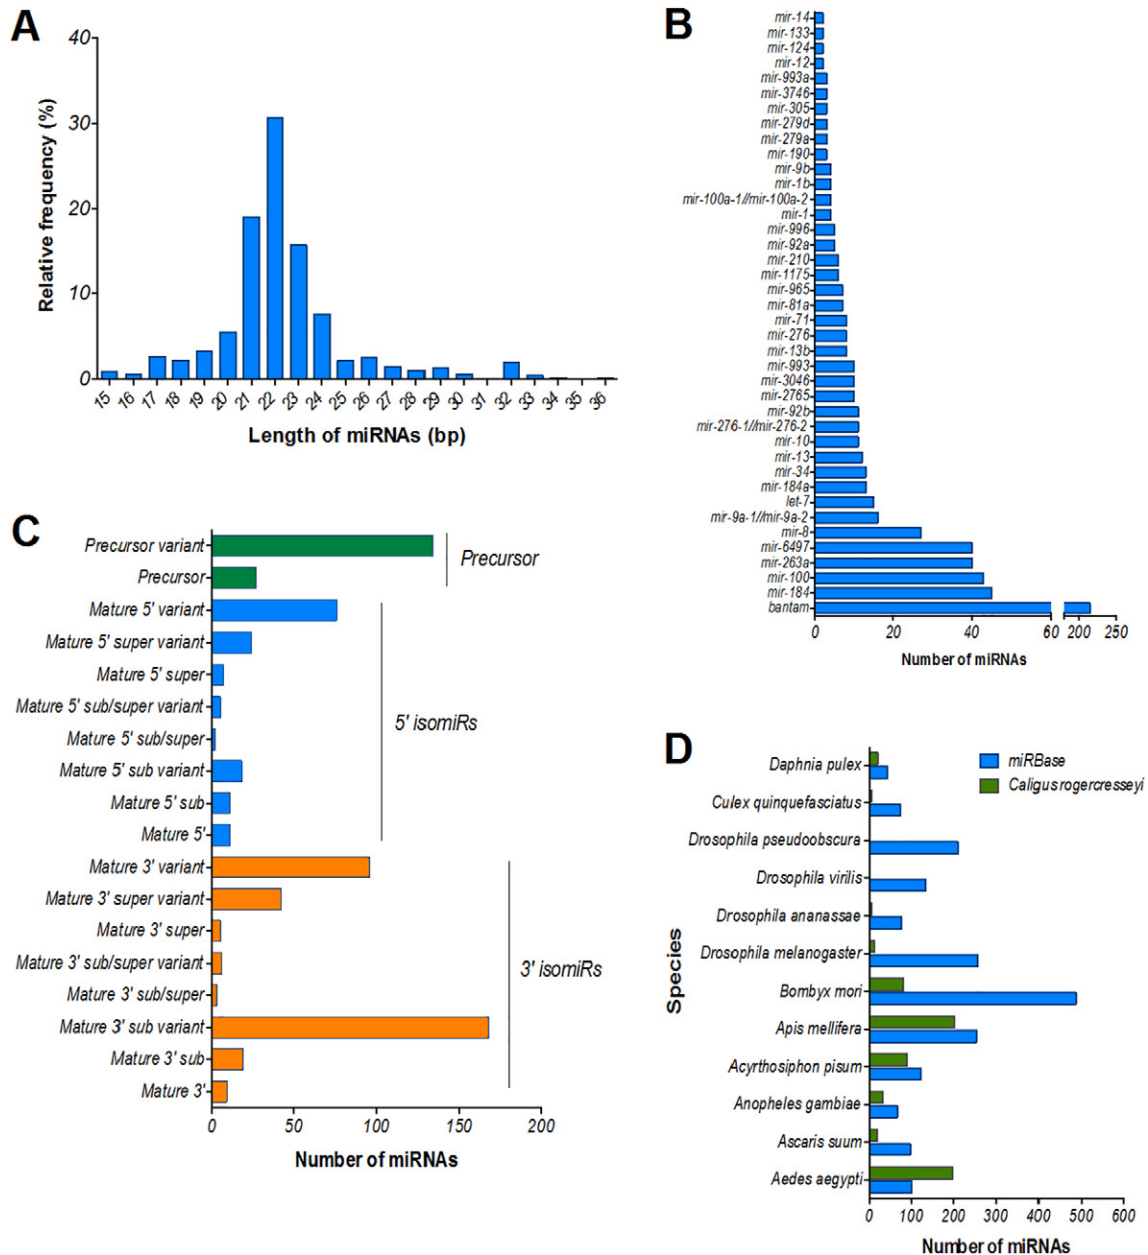 A
40
30
20
10
0
Relative frequency (%)
15 16 17 18 19 20 21 22 23 24 25 26 27 28 29 30 31 32 33 34 35 36
Length of miRNAs (bp)
B
mir-14
mir-133
mir-124
mir-12
mir-993a
mir-3746
mir-305
mir-279d
mir-279a
mir-190
mir-9b
mir-1b
mir-100a-1//mir-100a-2
mir-1
mir-996
mir-92a
mir-210
mir-1175
mir-965
mir-81a
mir-71
mir-276
mir-13b
mir-993
mir-3046
mir-2765
mir-92b
mir-276-1//mir-276-2
mir-10
mir-13
mir-34
mir-184a
let-7
mir-9a-1//mir-9a-2
mir-8
mir-6497
mir-263a
mir-100
mir-184
bantam
0 20 40 60 200 250
Number of miRNAs
C
Precursor variant
Precursor
Mature 5' variant
Mature 5' super variant
Mature 5' super
Mature 5' sub/super variant
Mature 5' sub/super
Mature 5' sub variant
Mature 5' sub
Mature 5'
Mature 3' variant
Mature 3' super variant
Mature 3' super
Mature 3' sub/super variant
Mature 3' sub/super
Mature 3' sub variant
Mature 3' sub
Mature 3'
Precursor
5' isomiRs
3' isomiRs
0 50 100 150 200
Number of miRNAs
D
miRBase
Caligus rogercresseyi
Species
Daphnia pulex
Culex quinquefasciatus
Drosophila pseudoobscura
Drosophila virilis
Drosophila ananassae
Drosophila melanogaster
Bombyx mori
Apis mellifera
Acyrthosiphon pisum
Anopheles gambiae
Ascaris suum
Aedes aegypti
0 100 200 300 400 500 600
Number of miRNAs